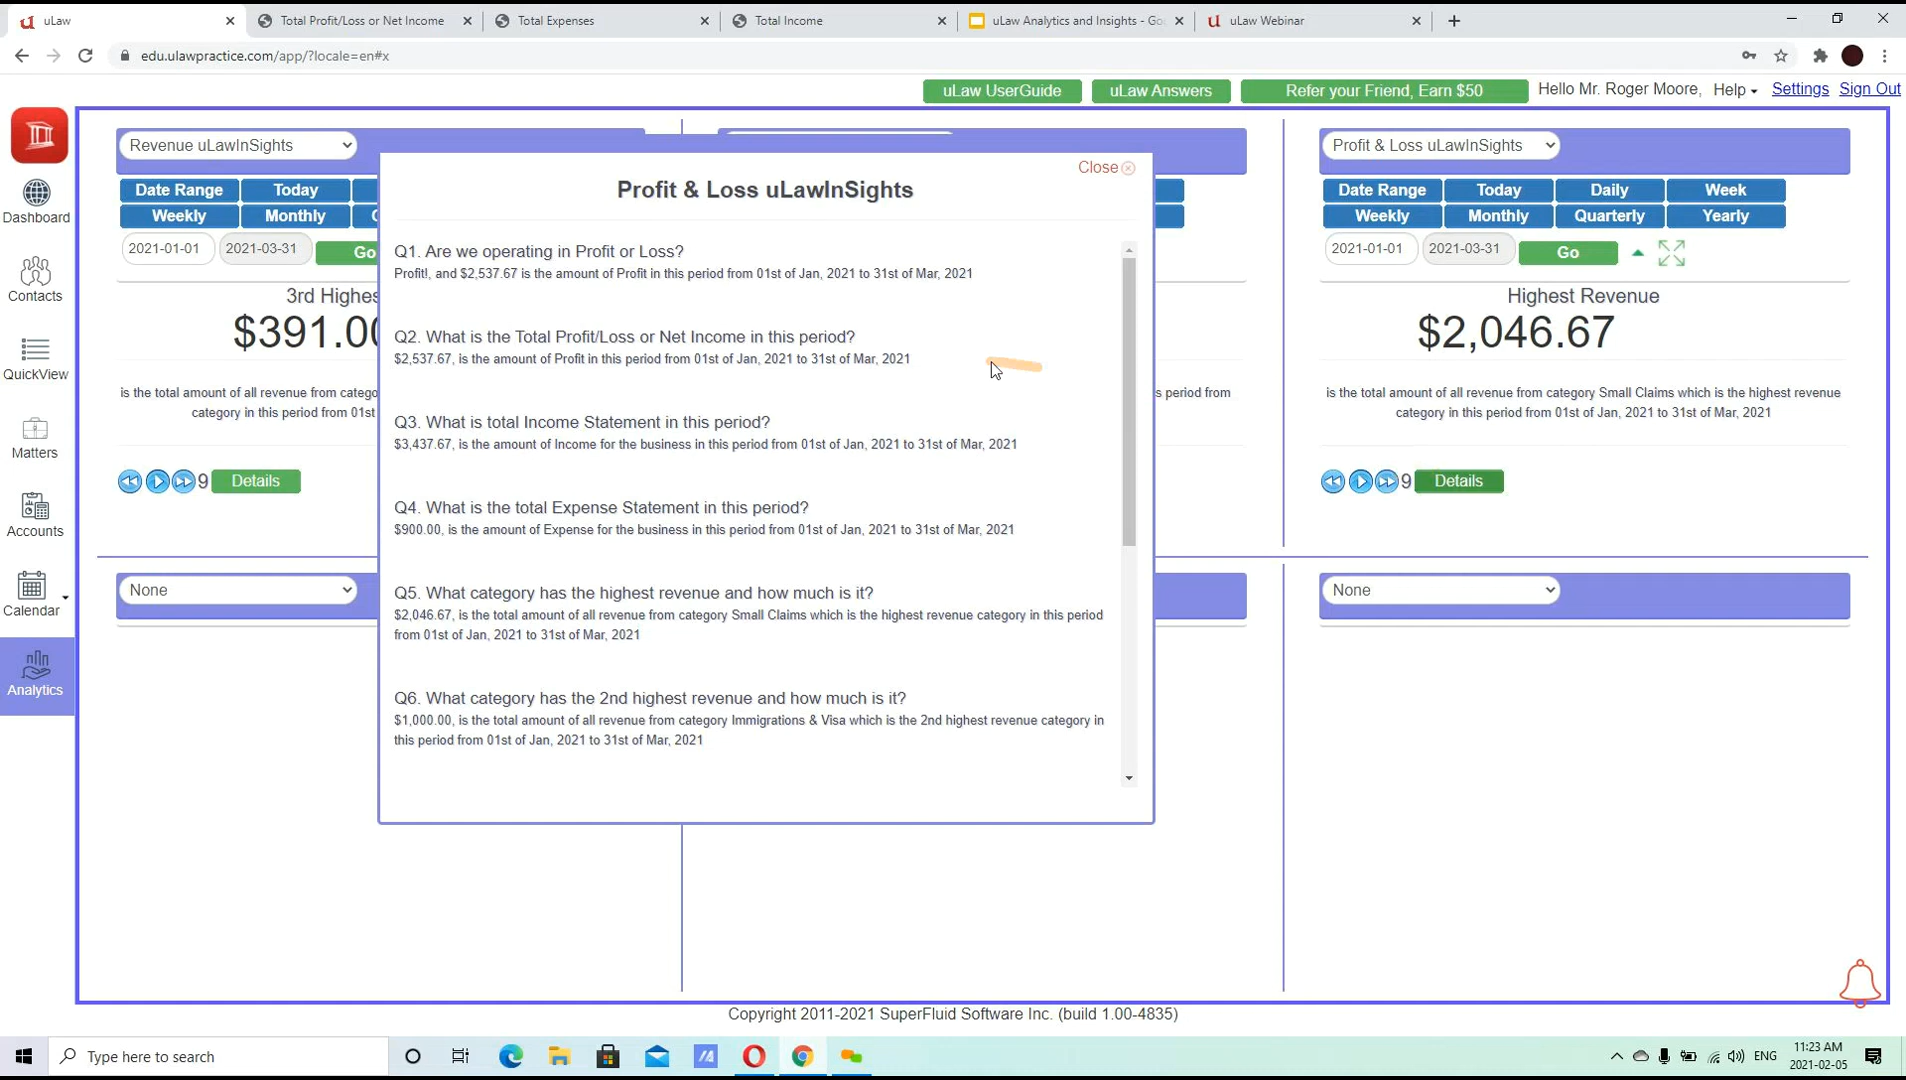 uLaw
Total Profit/Loss or Net Income
Total Expenses
Total Income
uLaw Analytics and Insights - Go
uLaw Webinar
edu.ulawpractice.com/app/?locale=en#x
uLaw UserGuide
uLaw Answers
Refer your Friend, Earn $50
Hello Mr. Roger Moore,
Help
Settings
Sign Out
Dashboard
Contacts
QuickView
Matters
Accounts
Calendar
Analytics
Revenue uLawInSights
Date Range Today
Weekly Monthly
2021-01-01 2021-03-31 Go
3rd Highes
$391.00
is the total amount of all revenue from catego
category in this period from 01st
9 Details
None
Close
Profit & Loss uLawInSights
Q1. Are we operating in Profit or Loss?
Profit!, and $2,537.67 is the amount of Profit in this period from 01st of Jan, 2021 to 31st of Mar, 2021
Q2. What is the Total Profit/Loss or Net Income in this period?
$2,537.67, is the amount of Profit in this period from 01st of Jan, 2021 to 31st of Mar, 2021
Q3. What is total Income Statement in this period?
$3,437.67, is the amount of Income for the business in this period from 01st of Jan, 2021 to 31st of Mar, 2021
Q4. What is the total Expense Statement in this period?
$900.00, is the amount of Expense for the business in this period from 01st of Jan, 2021 to 31st of Mar, 2021
Q5. What category has the highest revenue and how much is it?
$2,046.67, is the total amount of all revenue from category Small Claims which is the highest revenue category in this period
from 01st of Jan, 2021 to 31st of Mar, 2021
Q6. What category has the 2nd highest revenue and how much is it?
$1,000.00, is the total amount of all revenue from category Immigrations & Visa which is the 2nd highest revenue category in
this period from 01st of Jan, 2021 to 31st of Mar, 2021
s period from
Profit & Loss uLawInSights
Date Range Today Daily Week
Weekly Monthly Quarterly Yearly
2021-01-01 2021-03-31 Go
Highest Revenue
$2,046.67
is the total amount of all revenue from category Small Claims which is the highest revenue
category in this period from 01st of Jan, 2021 to 31st of Mar, 2021
9 Details
None
Copyright 2011-2021 SuperFluid Software Inc. (build 1.00-4835)
Type here to search
ENG
11:23 AM
2021-02-05